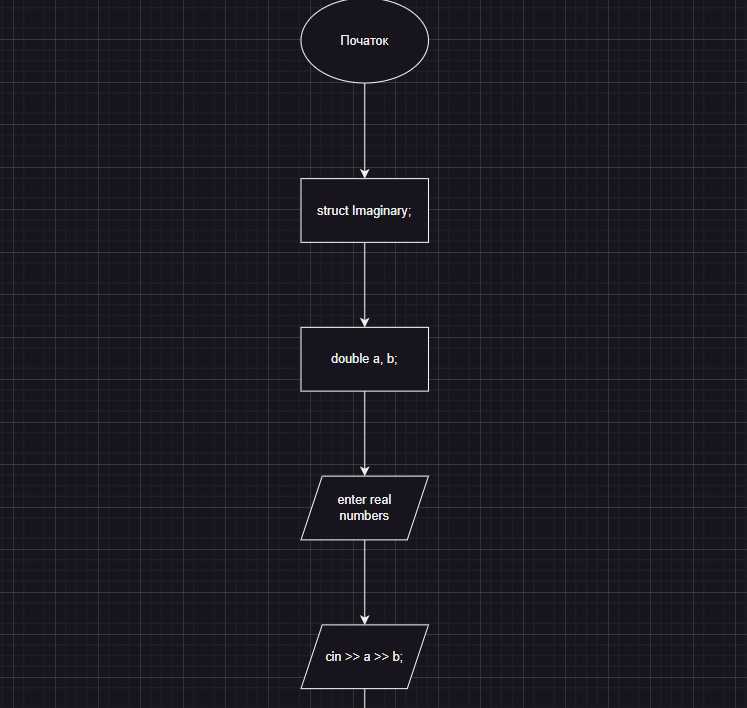 Початок
struct Imaginary;
double a, b;
enter real
numbers
cin >> a >> b;